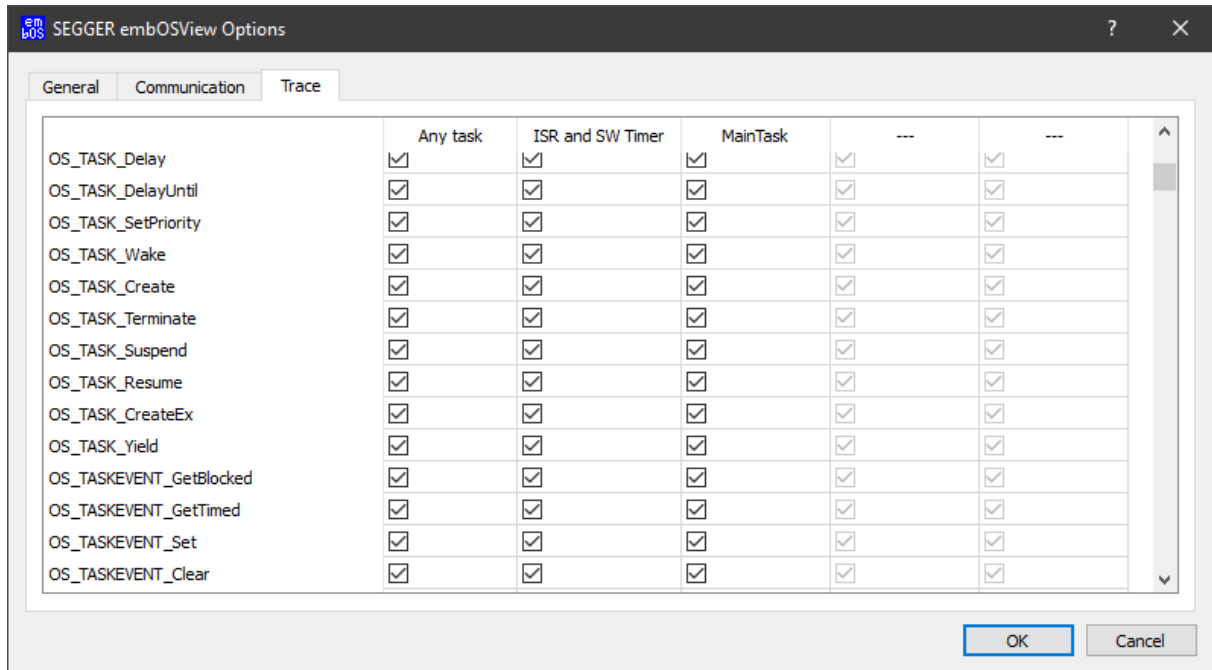 em
bOS SEGGER embOSView Options ?
General Communication Trace
Any task ISR and SW Timer MainTask --- ---
OS_TASK_Delay
OS_TASK_DelayUntil
OS_TASK_SetPriority
OS_TASK_Wake
OS_TASK_Create
OS_TASK_Terminate
OS_TASK_Suspend
OS_TASK_Resume
OS_TASK_CreateEx
OS_TASK_Yield
OS_TASKEVENT_GetBlocked
OS_TASKEVENT_GetTimed
OS_TASKEVENT_Set
OS_TASKEVENT_Clear
OK Cancel